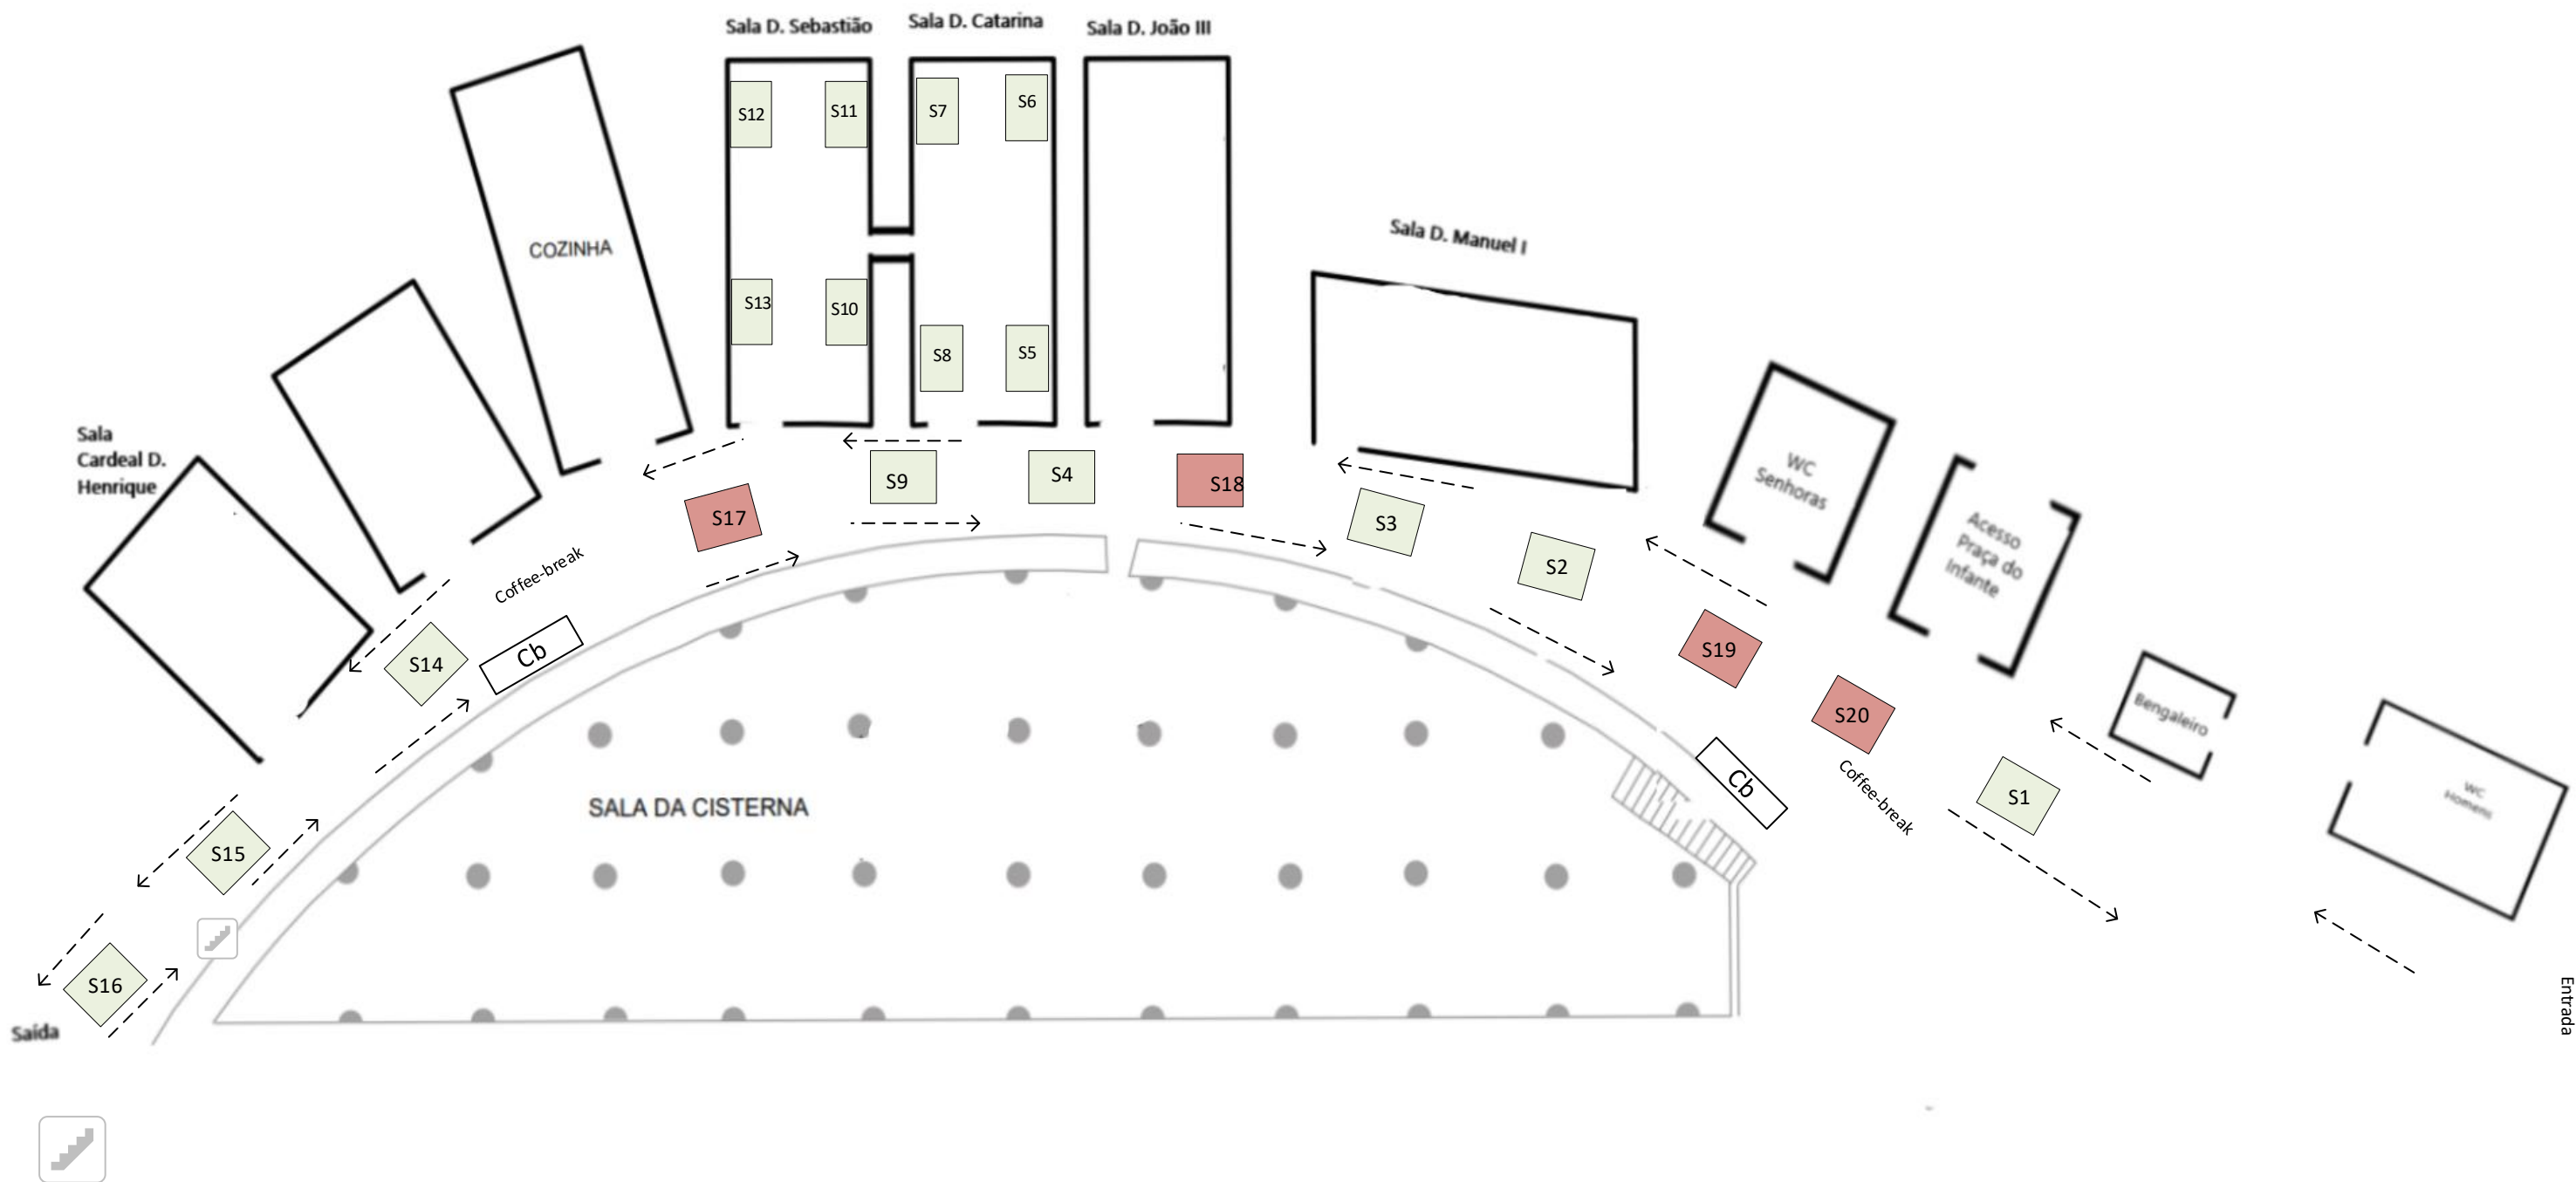 Sala D. Sebastião
Sala D. Catarina
Sala D. João III
S12
S11
S7
S6
COZINHA
Sala D. Manuel I
S13
S10
S8
S5
Sala
Cardeal D.
Henrique
S9
S4
S18
S17
S3
S2
WC
Senhoras
Acesso
Praça do
Infante
Coffee-break
S14
Cb
S19
S20
Bengaleiro
Cb
Coffee-break
S1
WC
Homens
SALA DA CISTERNA
S15
S16
Saída
Entrada